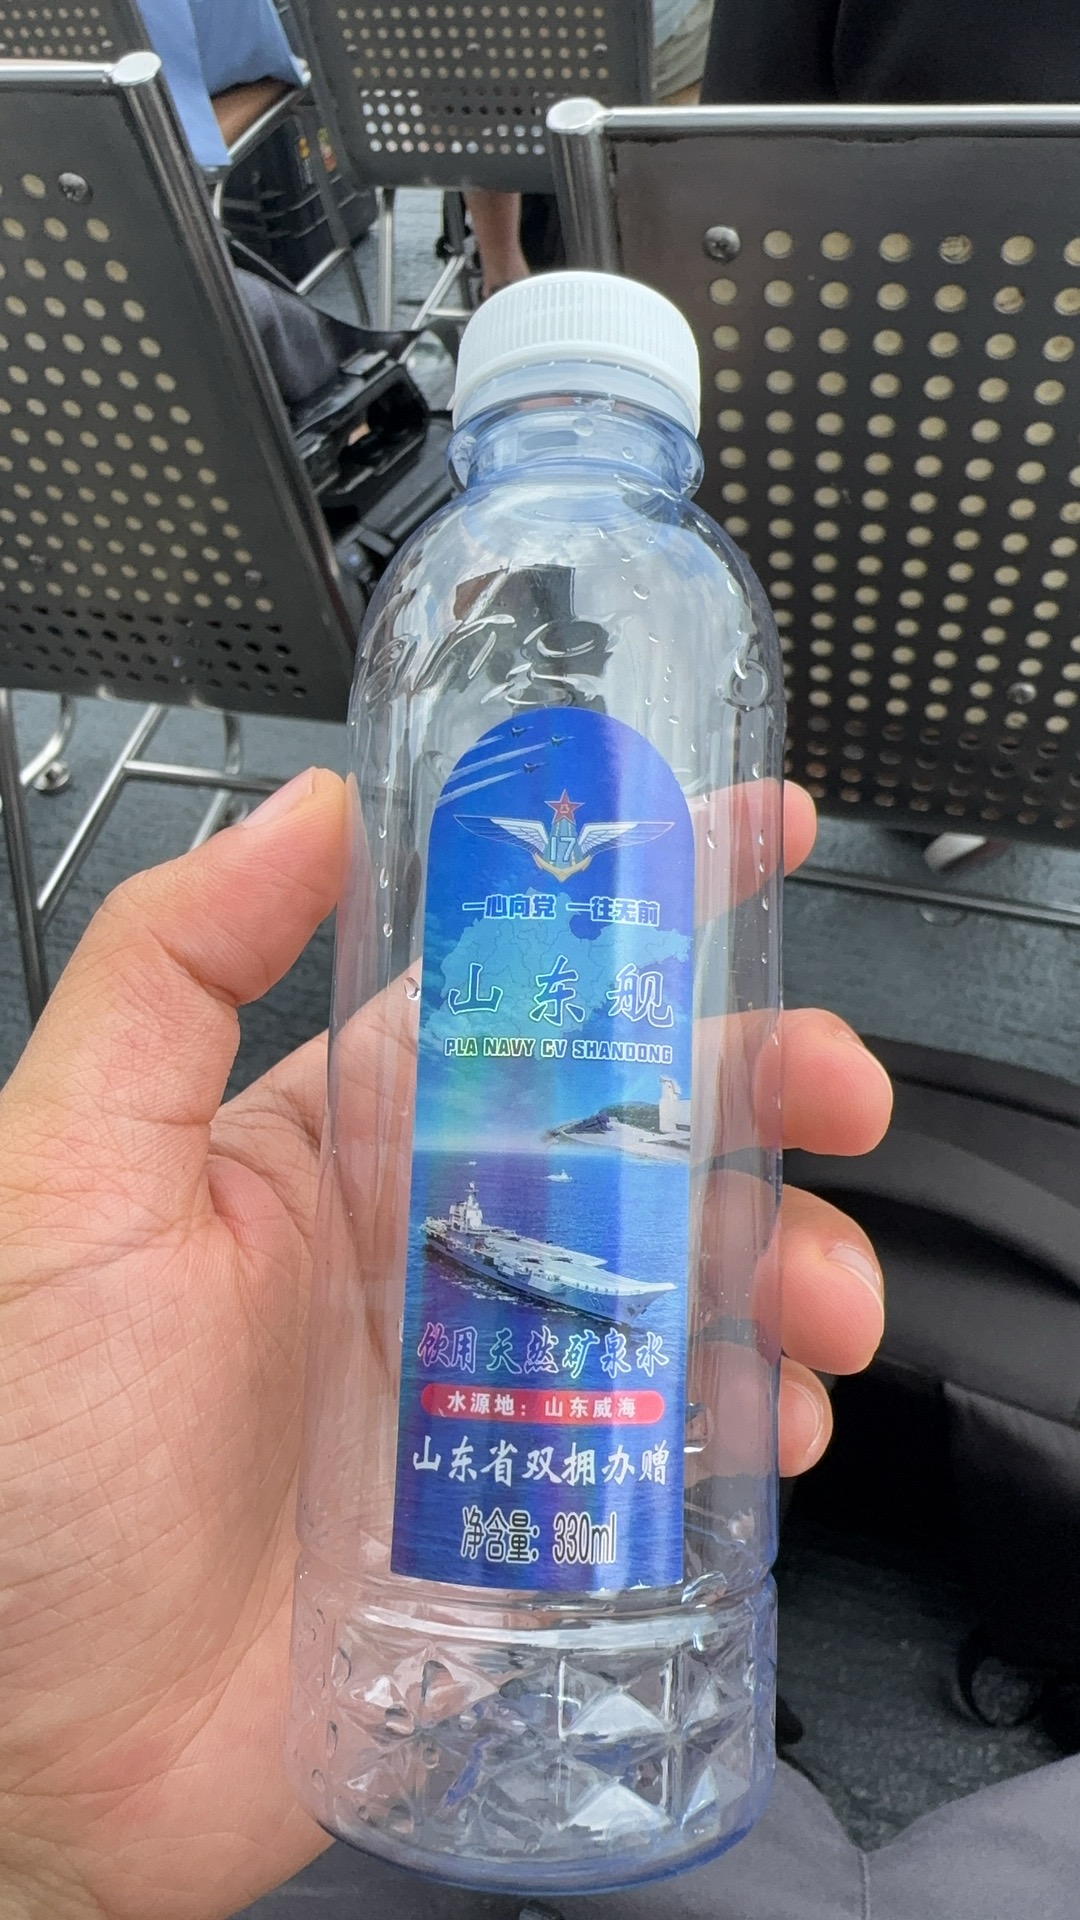 17
一心向党 一往无前
山东舰
PLA NAVY CV SHANDONG
饮用天然矿泉水
水源地：山东威海
山东省双拥办赠
净含量：330ml